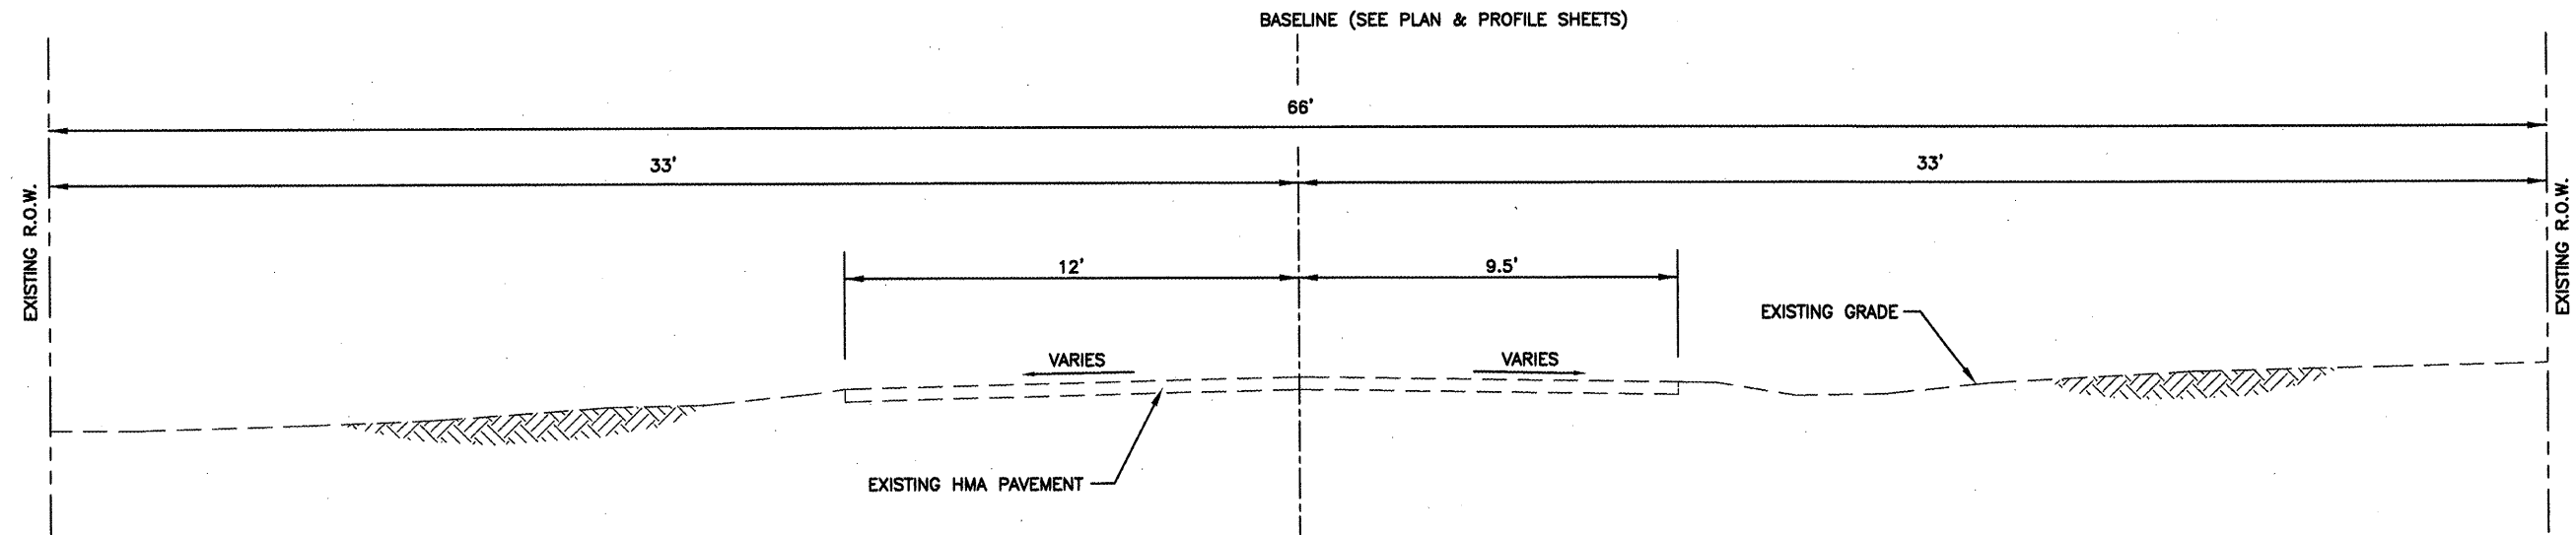 BASELINE (SEE PLAN & PROFILE SHEETS)
66'
33'
33'
EXISTING R.O.W.
EXISTING R.O.W.
12'
9.5'
EXISTING GRADE
VARIES
VARIES
EXISTING HMA PAVEMENT